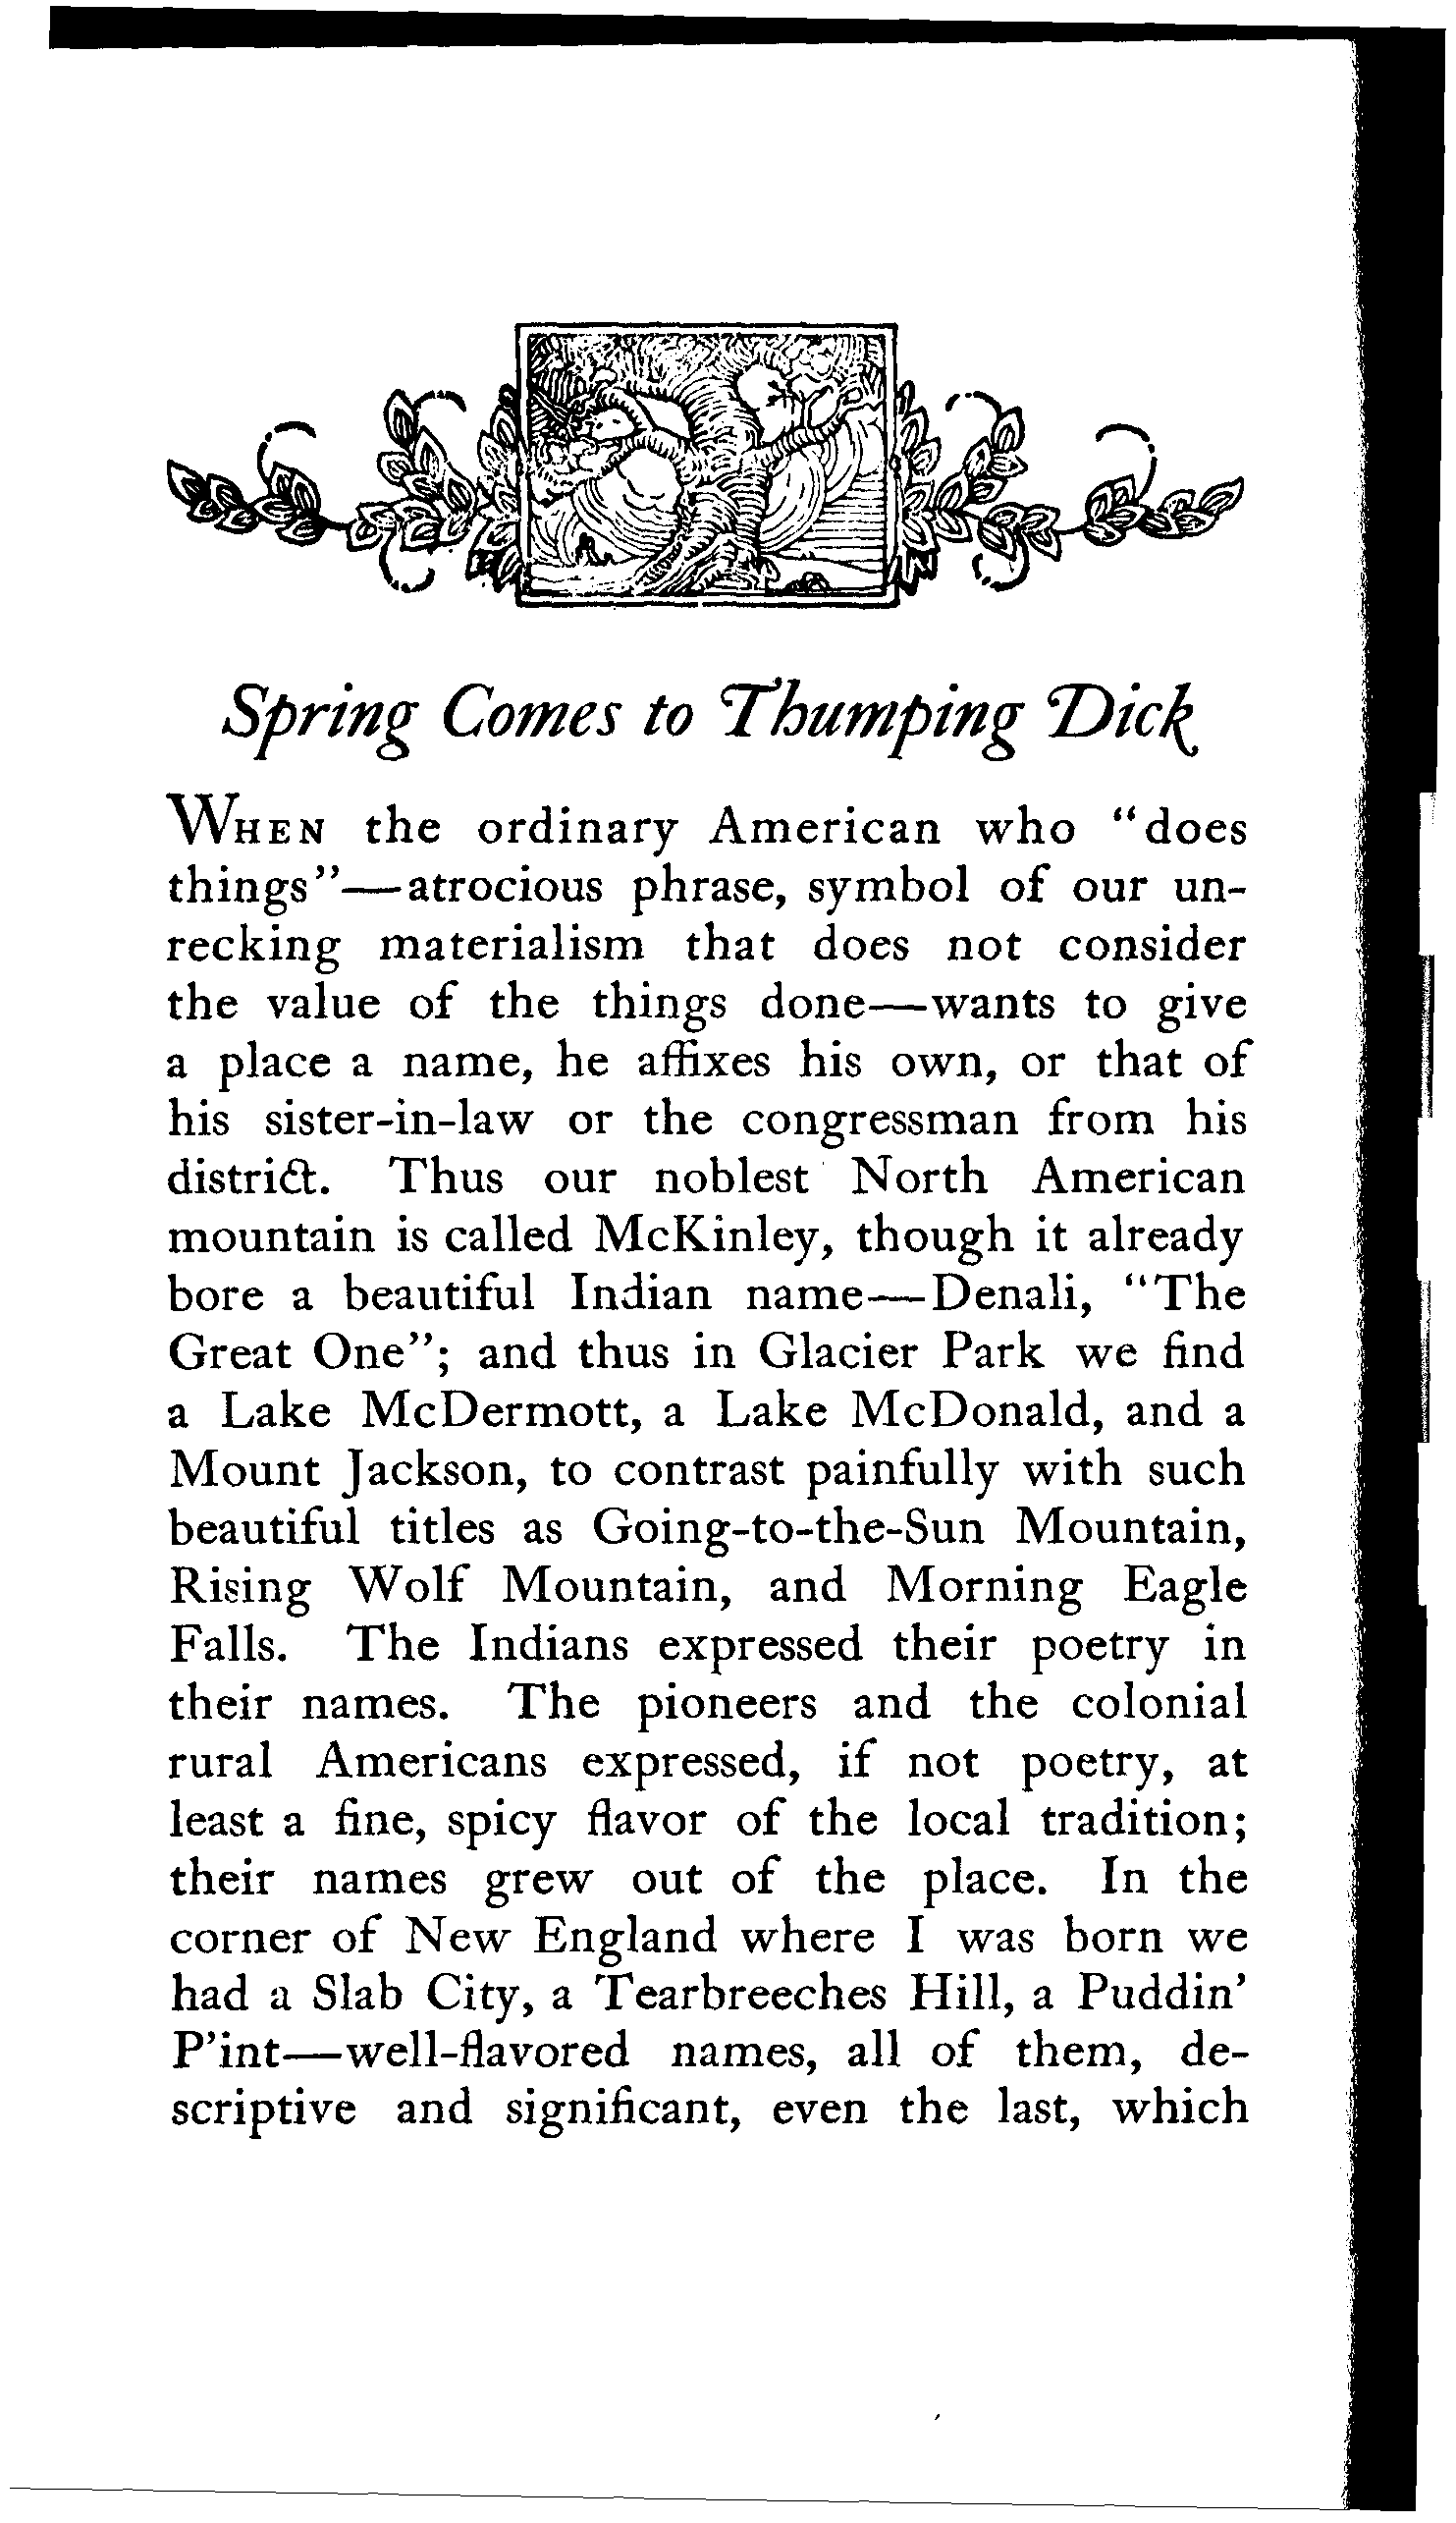 Spring Comes to Thumping Dick
WHEN the ordinary American who "does
things"—atrocious phrase, symbol of our un-
recking materialism that does not consider
the value of the things done—wants to give
a place a name, he affixes his own, or that of
his sister-in-law or the congressman from his
district. Thus our noblest North American
mountain is called McKinley, though it already
bore a beautiful Indian name—Denali, "The
Great One"; and thus in Glacier Park we find
a Lake McDermott, a Lake McDonald, and a
Mount Jackson, to contrast painfully with such
beautiful titles as Going-to-the-Sun Mountain,
Rising Wolf Mountain, and Morning Eagle
Falls. The Indians expressed their poetry in
their names. The pioneers and the colonial
rural Americans expressed, if not poetry, at
least a fine, spicy flavor of the local tradition;
their names grew out of the place. In the
corner of New England where I was born we
had a Slab City, a Tearbreeches Hill, a Puddin'
P'int—well-flavored names, all of them, de-
scriptive and significant, even the last, which